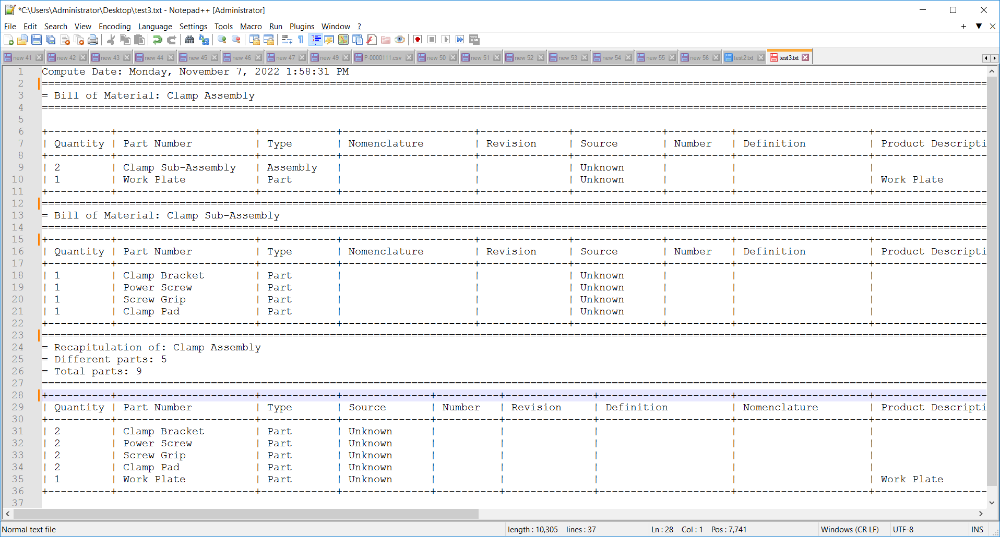 *C:\Users\Administrator\Desktop\test3.txt - Notepad++ [Administrator]
File Edit Search View Encoding Language Settings Tools Macro Run Plugins Window ?
new 41 new 42 new 43 new 44 new 45 new 46 new 47 new 49 P-0000111.csv new 50 new 51 new 52 new 53 new 54 new 55 new 56 test2.txt test3.txt
1 Compute Date: Monday, November 7, 2022 1:58:31 PM
2
3 = Bill of Material: Clamp Assembly
4
5
6
7 | Quantity | Part Number | Type | Nomenclature | Revision | Source | Number | Definition | Product Descripti
8
9 | 2 | Clamp Sub-Assembly | Assembly | | | Unknown | | |
10 | 1 | Work Plate | Part | | | Unknown | | | Work Plate
11
12
13 = Bill of Material: Clamp Sub-Assembly
14
15
16 | Quantity | Part Number | Type | Nomenclature | Revision | Source | Number | Definition | Product Descripti
17
18 | 1 | Clamp Bracket | Part | | | Unknown | | |
19 | 1 | Power Screw | Part | | | Unknown | | |
20 | 1 | Screw Grip | Part | | | Unknown | | |
21 | 1 | Clamp Pad | Part | | | Unknown | | |
22
23
24 = Recapitulation of: Clamp Assembly
25 = Different parts: 5
26 = Total parts: 9
27
28
29 | Quantity | Part Number | Type | Source | Number | Revision | Definition | Nomenclature | Product Descripti
30
31 | 2 | Clamp Bracket | Part | Unknown | | | | |
32 | 2 | Power Screw | Part | Unknown | | | | |
33 | 2 | Screw Grip | Part | Unknown | | | | |
34 | 2 | Clamp Pad | Part | Unknown | | | | |
35 | 1 | Work Plate | Part | Unknown | | | | | Work Plate
36
37
Normal text file length : 10,305 lines : 37 Ln : 28 Col : 1 Pos : 7,741 Windows (CR LF) UTF-8 INS